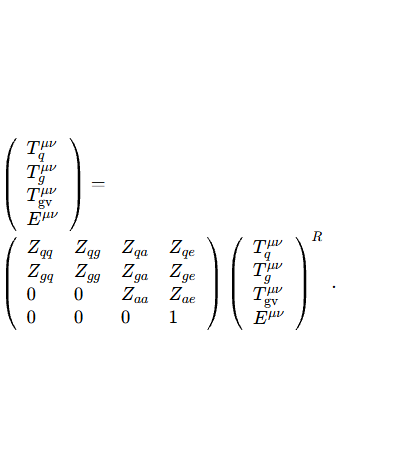 \begin{pmatrix} T_q^{\mu\nu} \\ T_g^{\mu\nu} \\ T_{\mathrm{gv}}^{\mu\nu} \\ E^{\mu\nu} \end{pmatrix} =
\begin{pmatrix} Z_{qq} & Z_{qg} & Z_{qa} & Z_{qe} \\ Z_{gq} & Z_{gg} & Z_{ga} & Z_{ge} \\ 0 & 0 & Z_{aa} & Z_{ae} \\ 0 & 0 & 0 & 1 \end{pmatrix} \begin{pmatrix} T_q^{\mu\nu} \\ T_g^{\mu\nu} \\ T_{\mathrm{gv}}^{\mu\nu} \\ E^{\mu\nu} \end{pmatrix}^R .